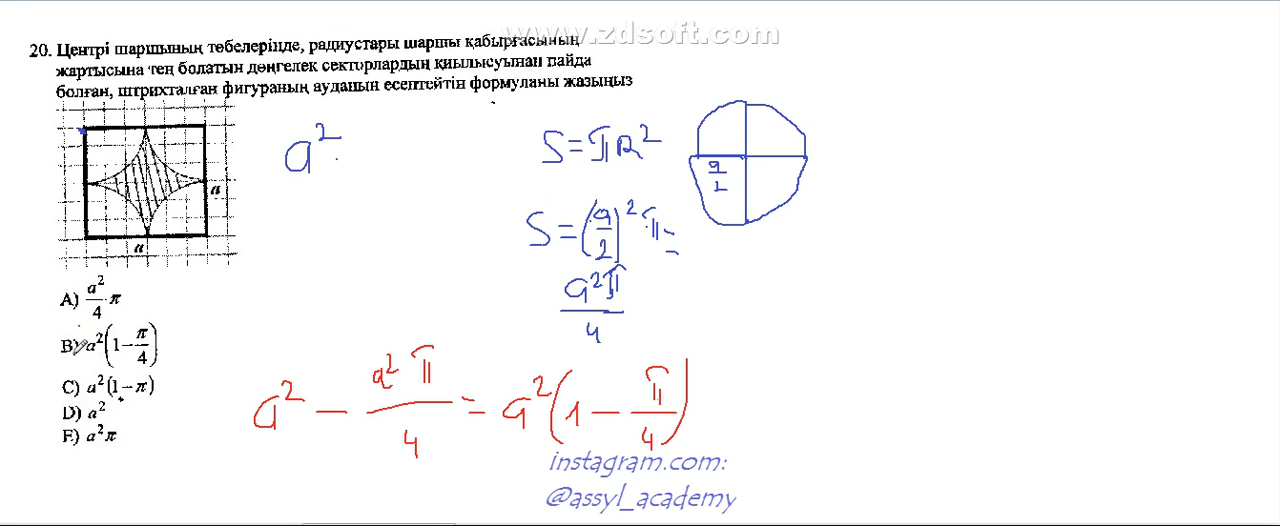 www.zdsoft.com
20. Центрі шаршының төбелерінде, радиустары шаршы қабырғасының
жартысына тең болатын дөңгелек секторлардың қиылысуынан пайда
болған, штрихталған фигураның ауданын есептейтін формуланы жазыңыз
a
a
A) a²/4 · π
B) a²(1 − π/4)
C) a²(1 − π)
D) a²
E) a²π
a²
S = πR²
a/2
S = (a/2)² π =
a²π/4
a² − a²π/4 = a²(1 − π/4)
instagram.com:
@assyl_academy